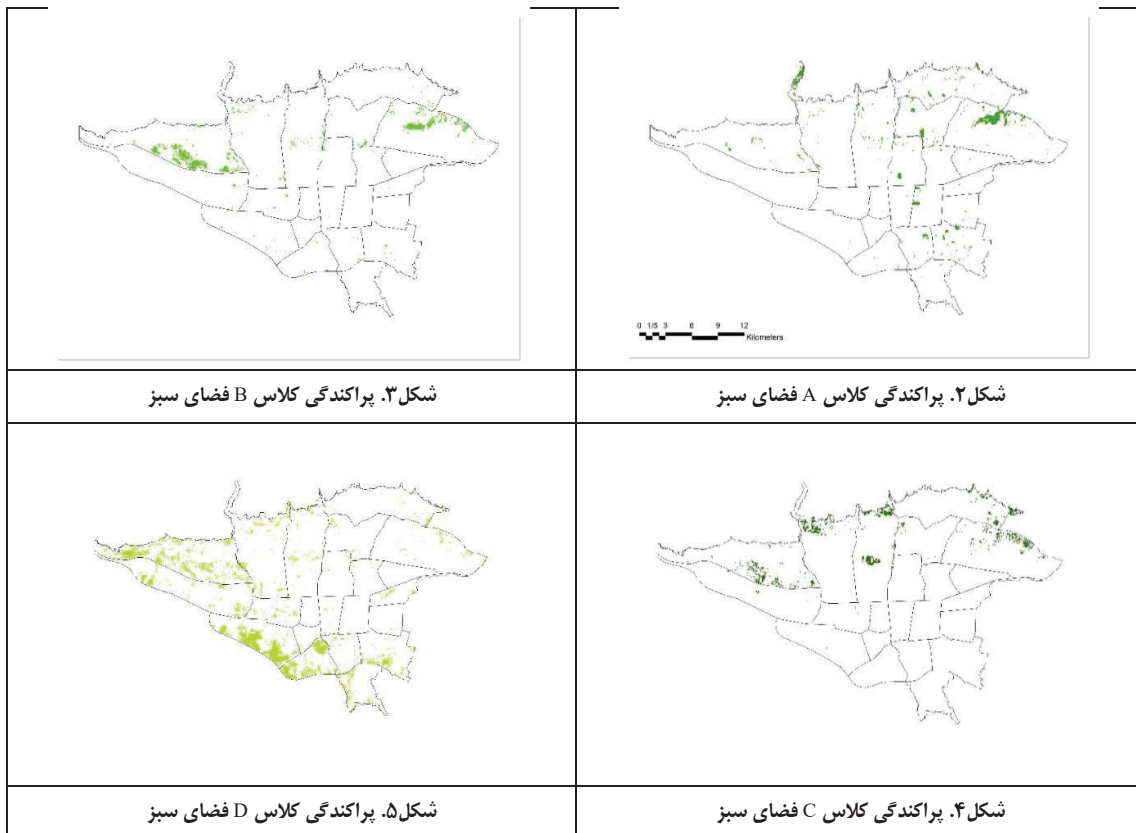 0 1/5 3 6 9 12
Kilometers
شکل۲. پراکندگی کلاس A فضای سبز
شکل۳. پراکندگی کلاس B فضای سبز
شکل۴. پراکندگی کلاس C فضای سبز
شکل۵. پراکندگی کلاس D فضای سبز